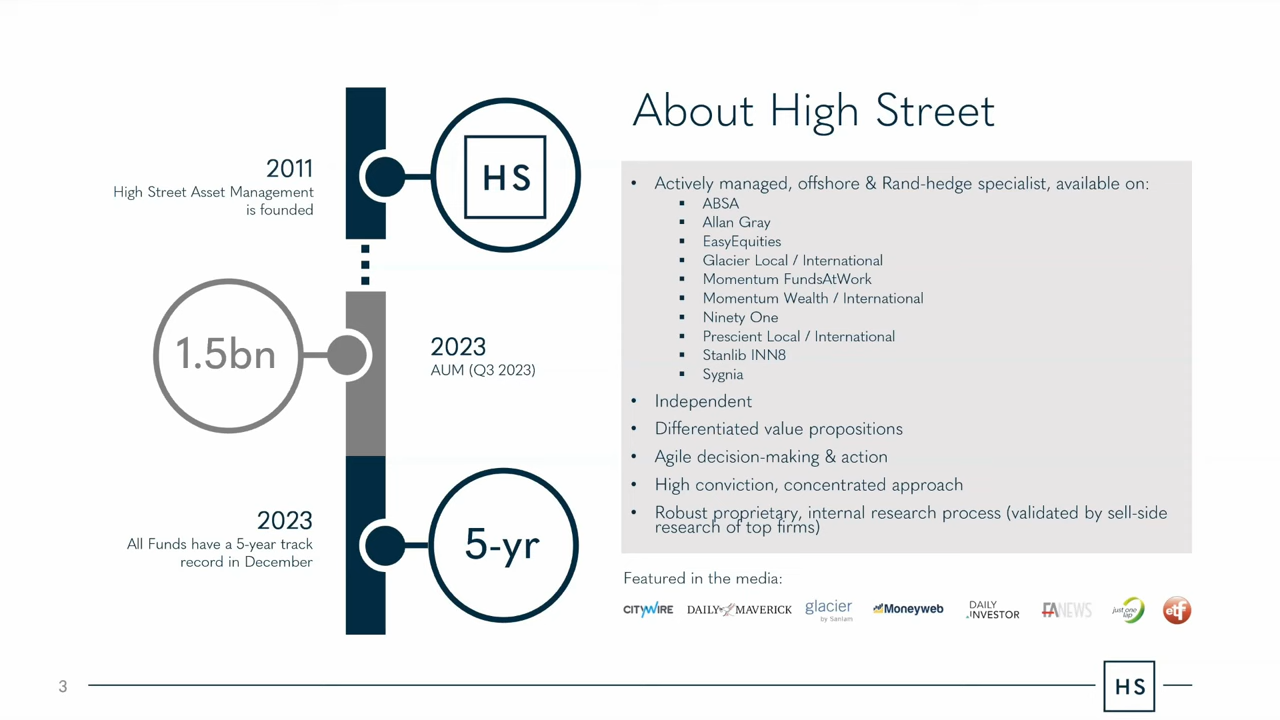 About High Street
2011
High Street Asset Management
is founded
HS
1.5bn
2023
AUM (Q3 2023)
2023
All Funds have a 5-year track
record in December
5-yr
• Actively managed, offshore & Rand-hedge specialist, available on:
▪ ABSA
▪ Allan Gray
▪ EasyEquities
▪ Glacier Local / International
▪ Momentum FundsAtWork
▪ Momentum Wealth / International
▪ Ninety One
▪ Prescient Local / International
▪ Stanlib INN8
▪ Sygnia
• Independent
• Differentiated value propositions
• Agile decision-making & action
• High conviction, concentrated approach
• Robust proprietary, internal research process (validated by sell-side
research of top firms)
Featured in the media:
CITYWIRE
DAILY MAVERICK
glacier
by Sanlam
Moneyweb
DAILY
INVESTOR
FANEWS
just one
lap
etf
3
HS